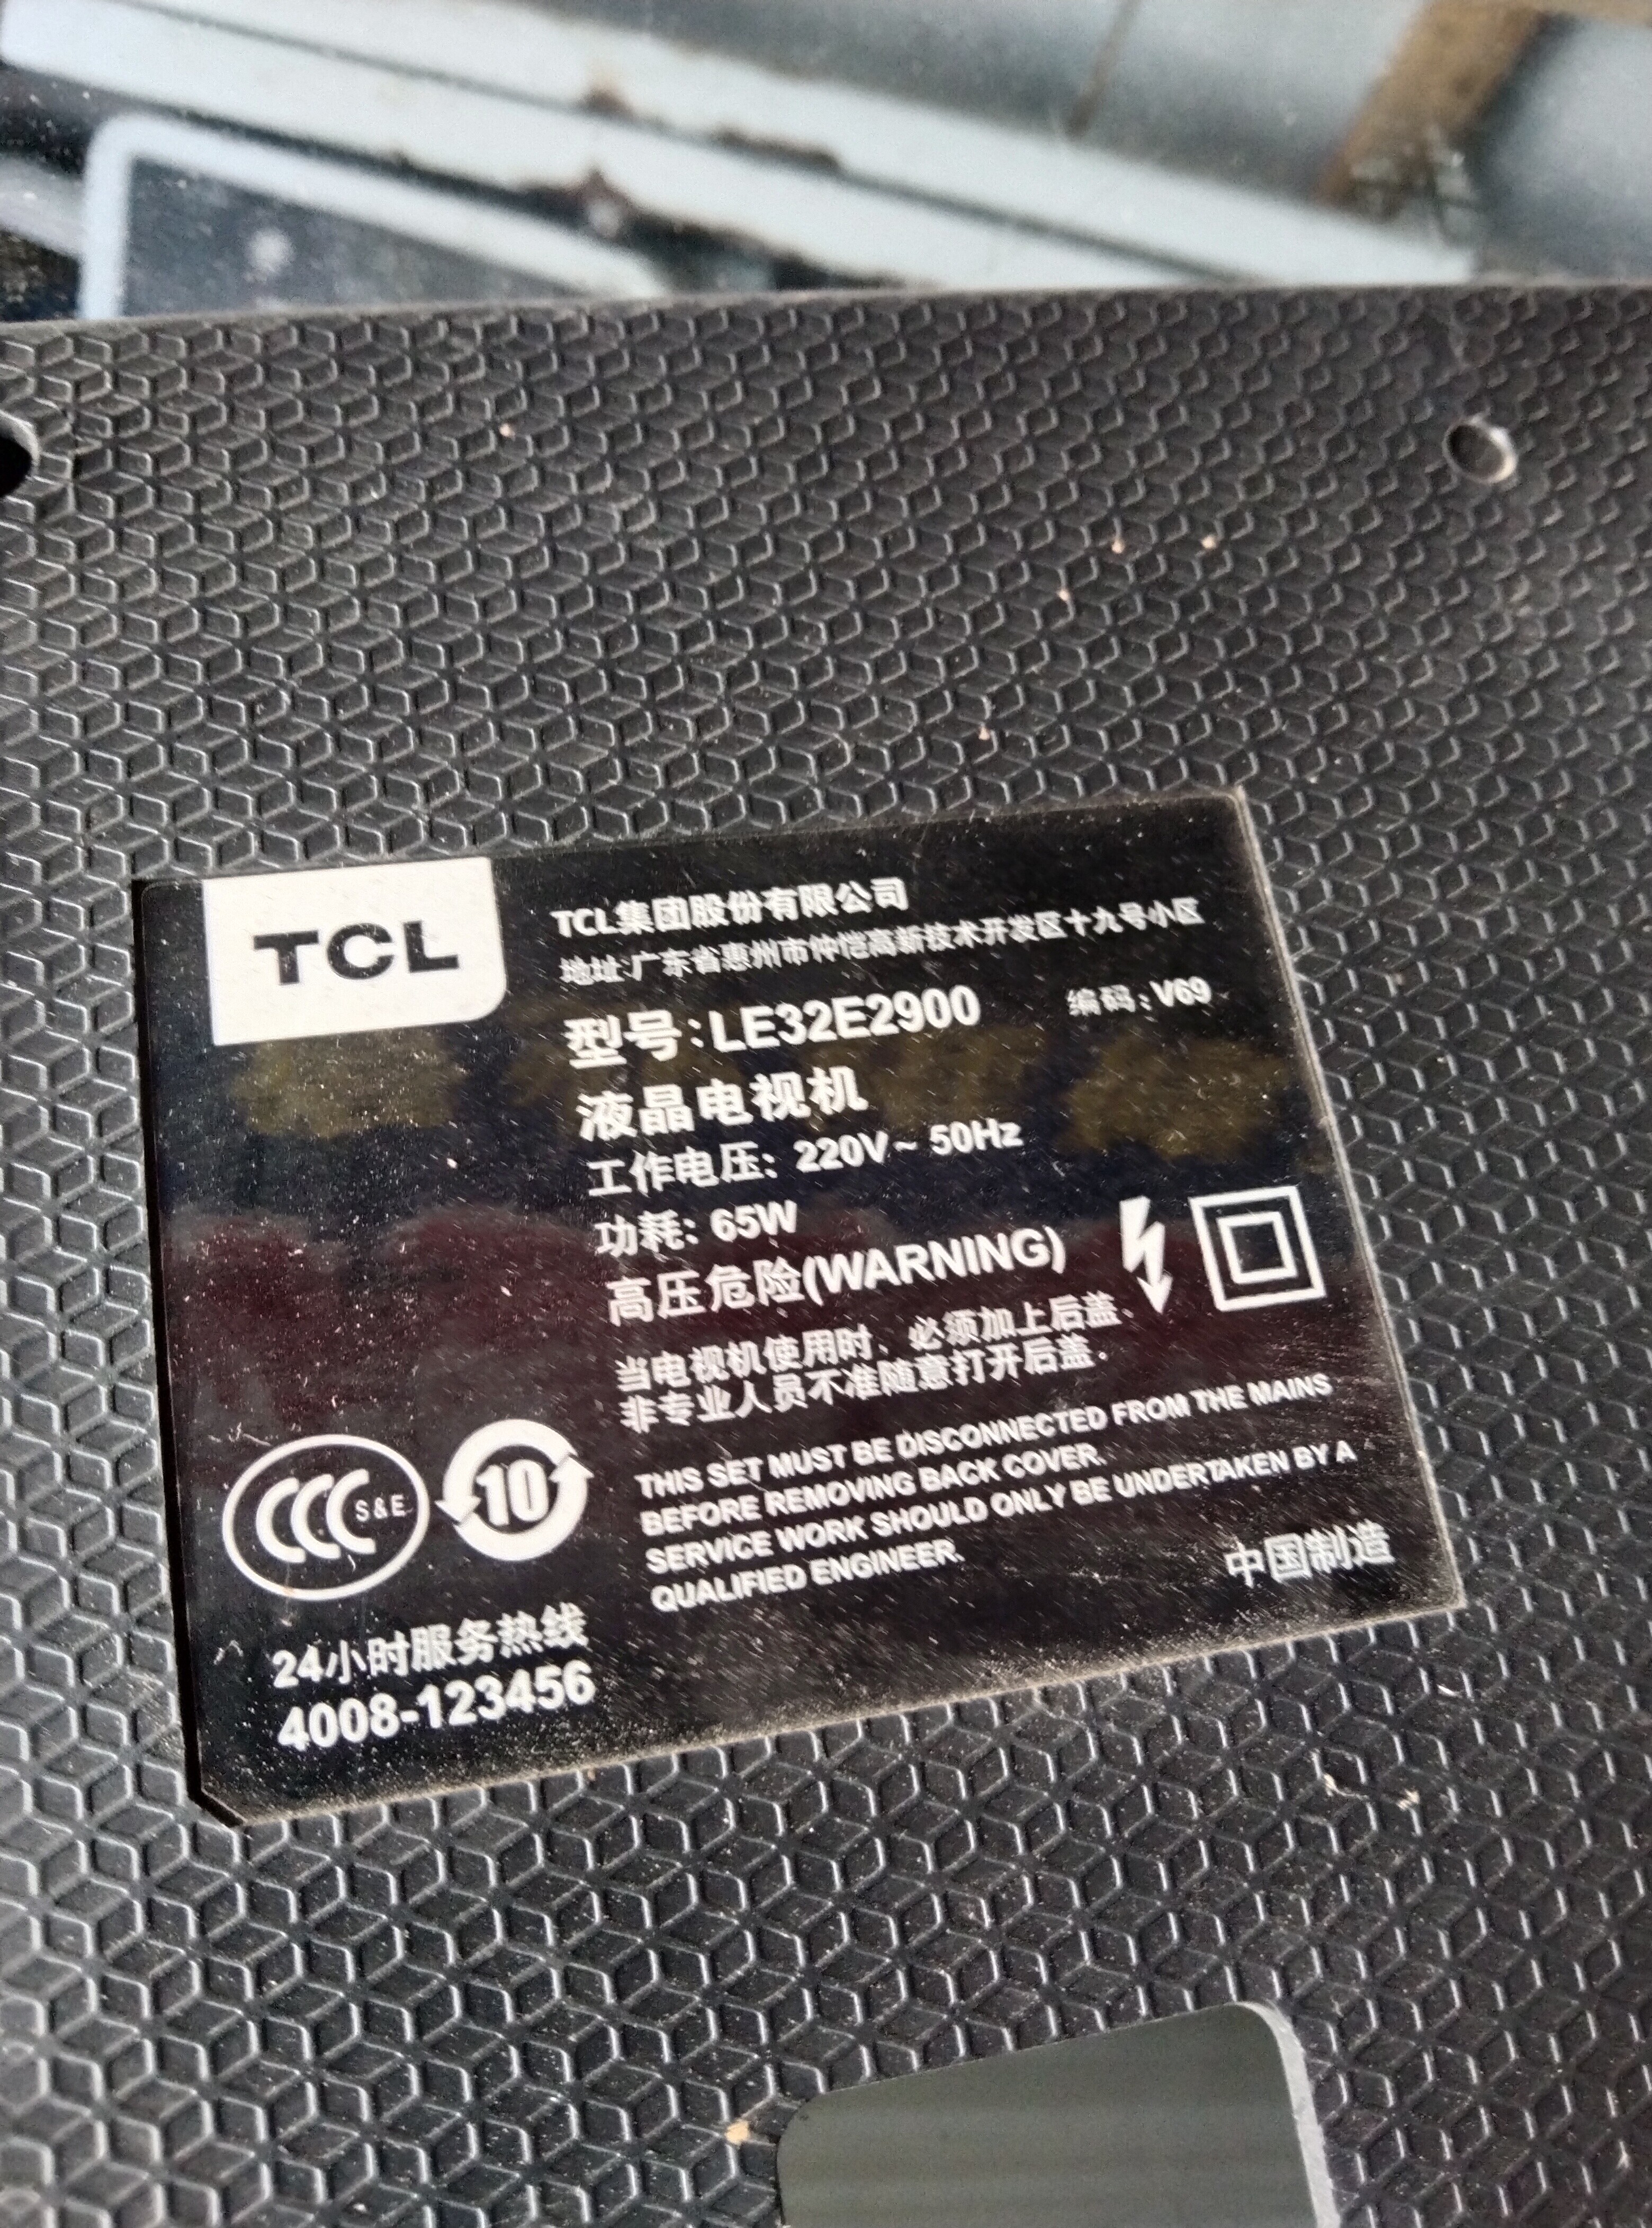 TCL
TCL集团股份有限公司
地址:广东省惠州市仲恺高新技术开发区十九号小区
型号:LE32E2900
编码:V69
液晶电视机
工作电压: 220V~ 50Hz
功耗: 65W
高压危险(WARNING)
当电视机使用时、必须加上后盖、
非专业人员不准随意打开后盖.
THIS SET MUST BE DISCONNECTED FROM THE MAINS
BEFORE REMOVING BACK COVER.
SERVICE WORK SHOULD ONLY BE UNDERTAKEN BY A
QUALIFIED ENGINEER.
中国制造
CCC S&E
10
24小时服务热线
4008-123456